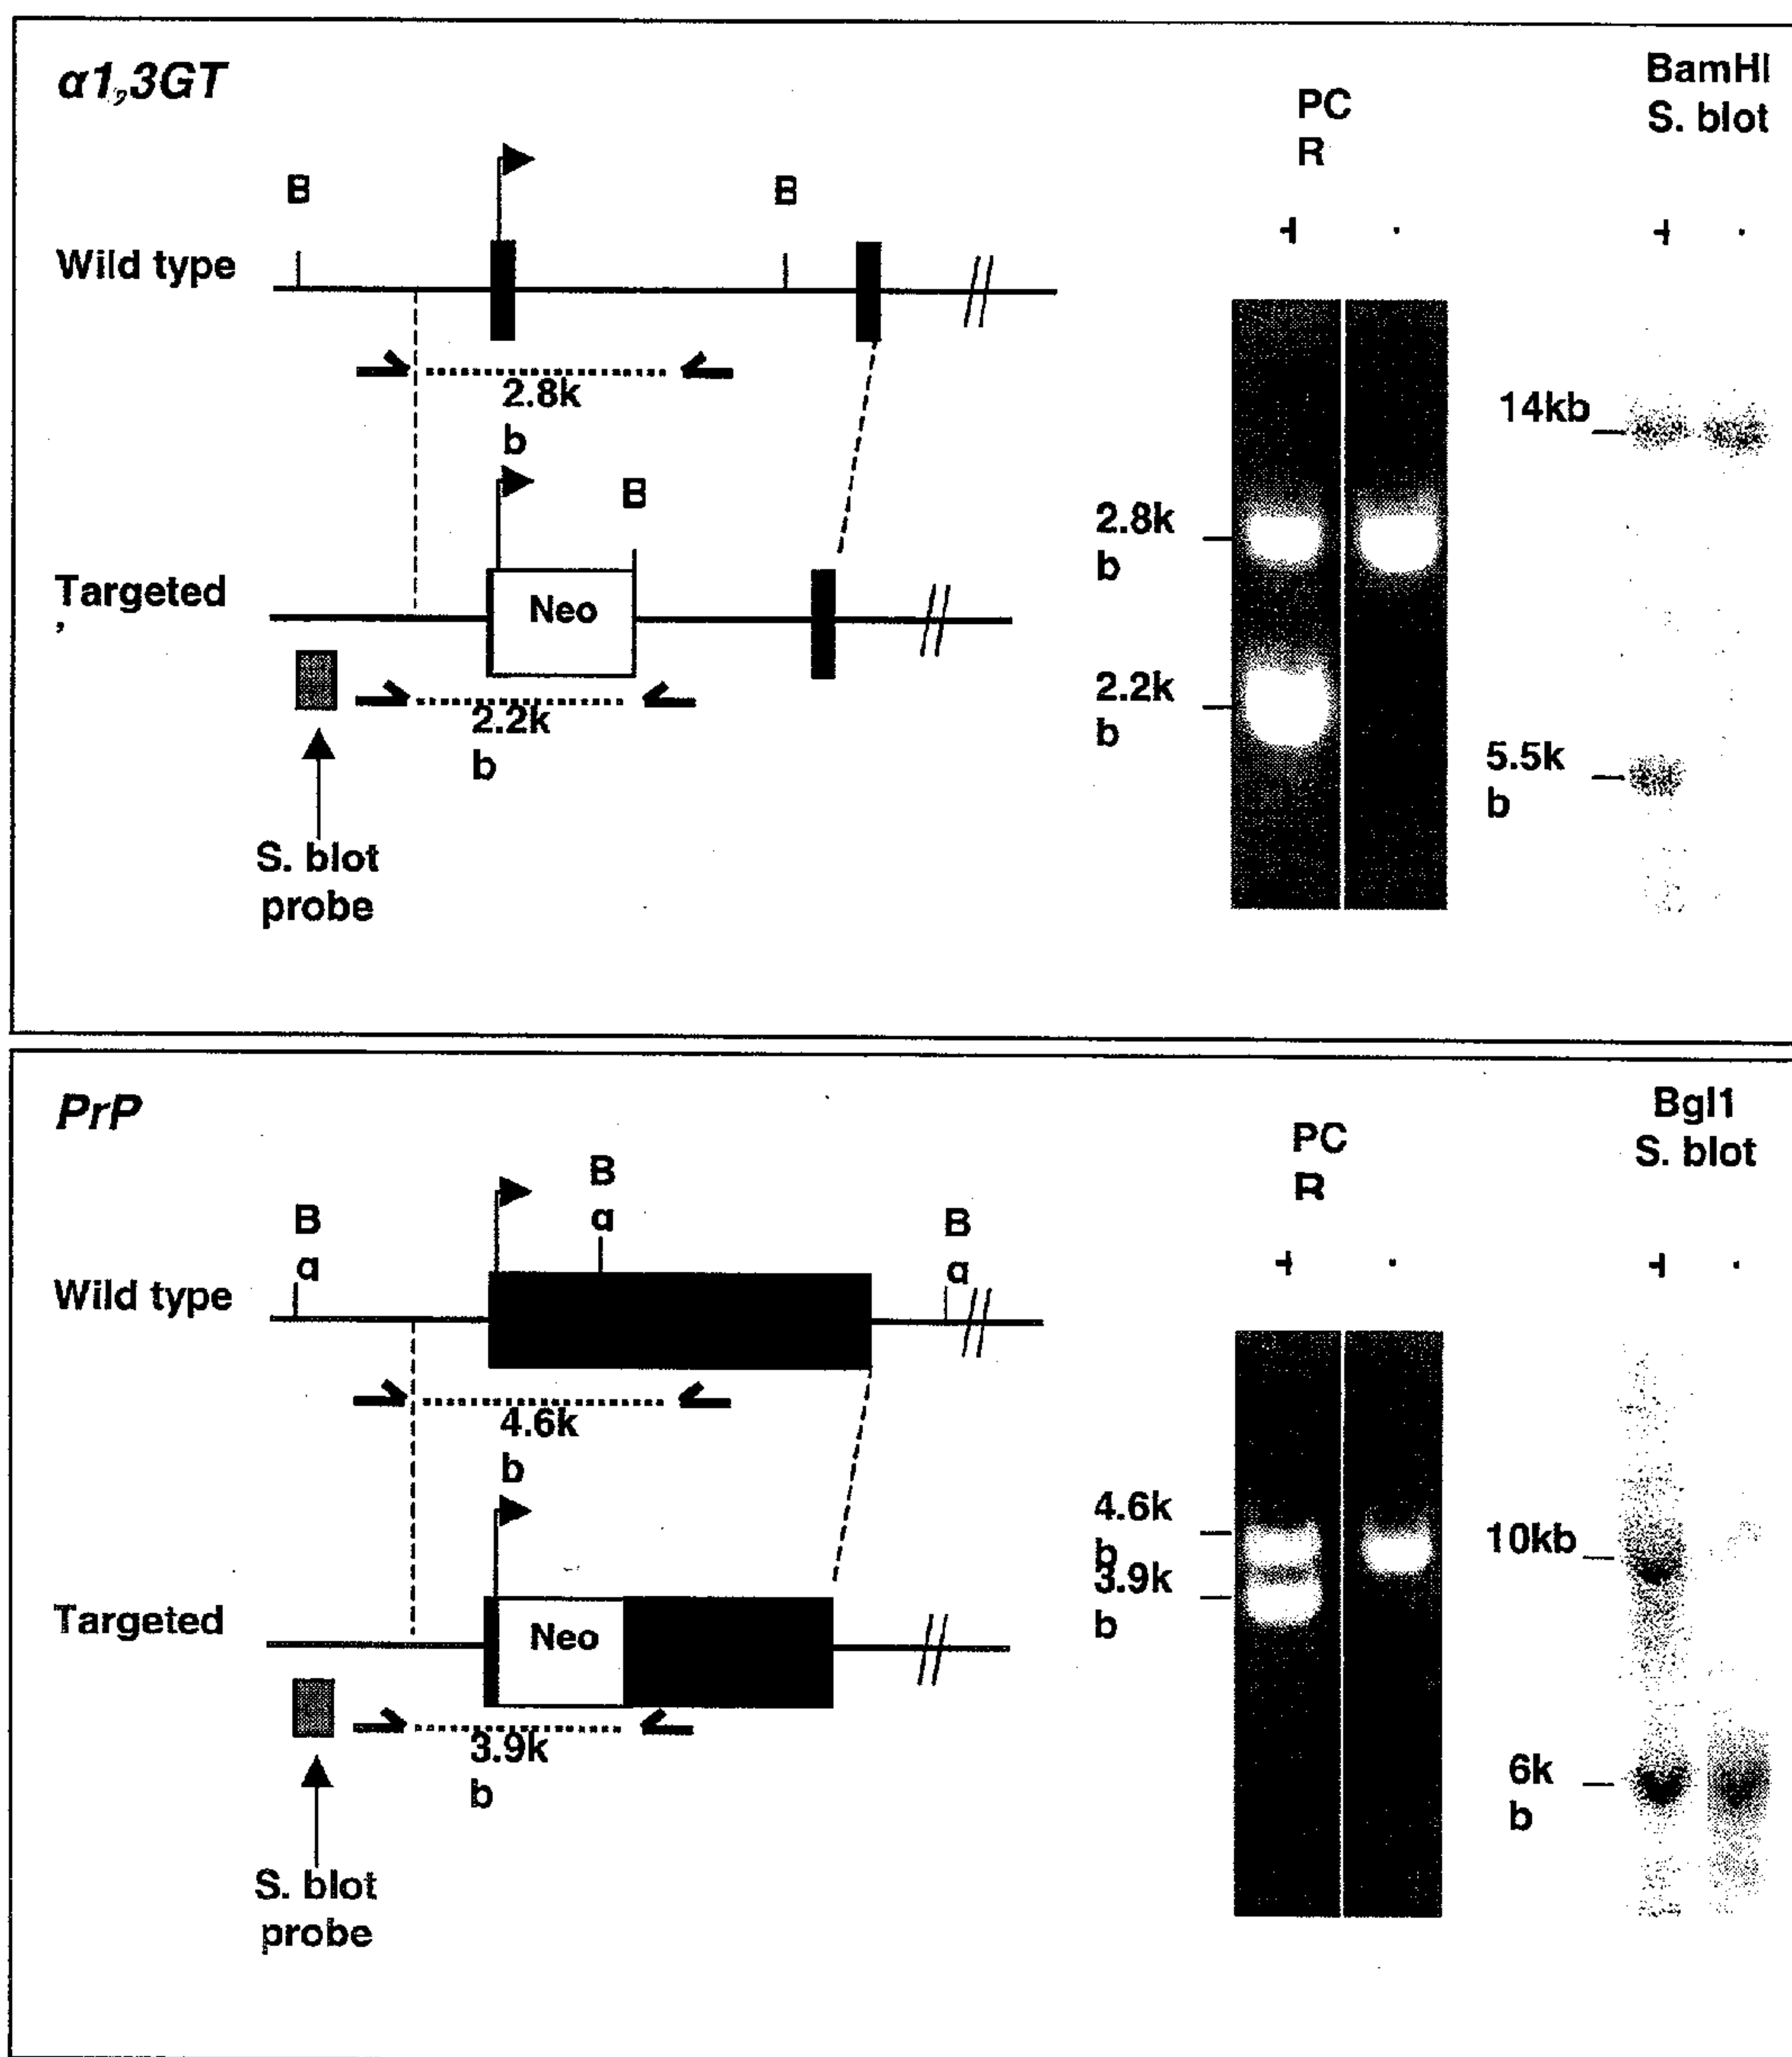 α1,3GT
PC
R
BamHI
S. blot
B
B
+
-
+
-
Wild type
2.8k
b
B
Targeted
Neo
2.2k
b
S. blot
probe
2.8k
b
2.2k
b
14kb
5.5k
b
PrP
PC
R
Bgl1
S. blot
B
g
B
g
B
g
+
-
+
-
Wild type
4.6k
b
Targeted
Neo
3.9k
b
S. blot
probe
4.6k
b
3.9k
b
10kb
6k
b